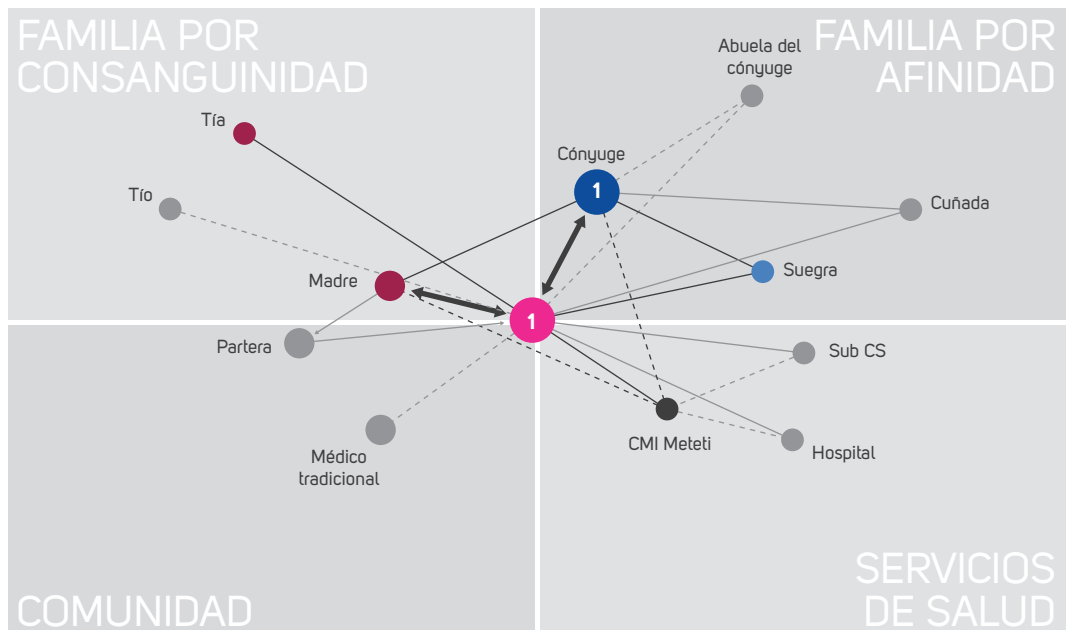 FAMILIA POR
CONSANGUINIDAD
FAMILIA POR
AFINIDAD
Abuela del
cónyuge
Tía
Cónyuge
1
Tío
Cuñada
Madre
Suegra
1
Partera
Sub CS
CMI Meteti
Médico
tradicional
Hospital
COMUNIDAD
SERVICIOS
DE SALUD